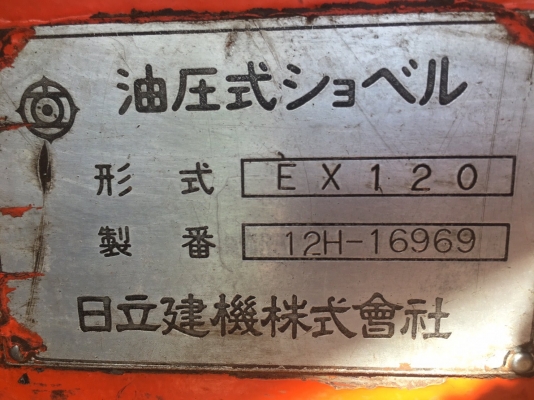 油圧式ショベル
形式 EX120
製番 12H-16969
日立建機株式會社